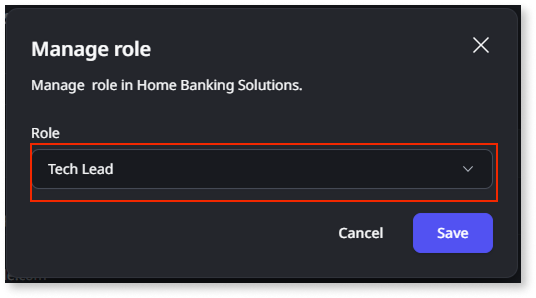 Manage role
Manage  role in Home Banking Solutions.
Role
Tech Lead
Cancel
Save